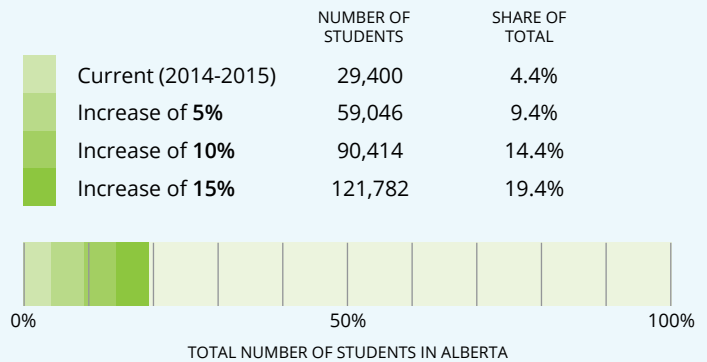 NUMBER OF STUDENTS SHARE OF TOTAL
Current (2014-2015) 29,400 4.4%
Increase of 5% 59,046 9.4%
Increase of 10% 90,414 14.4%
Increase of 15% 121,782 19.4%
0% 50% 100%
TOTAL NUMBER OF STUDENTS IN ALBERTA